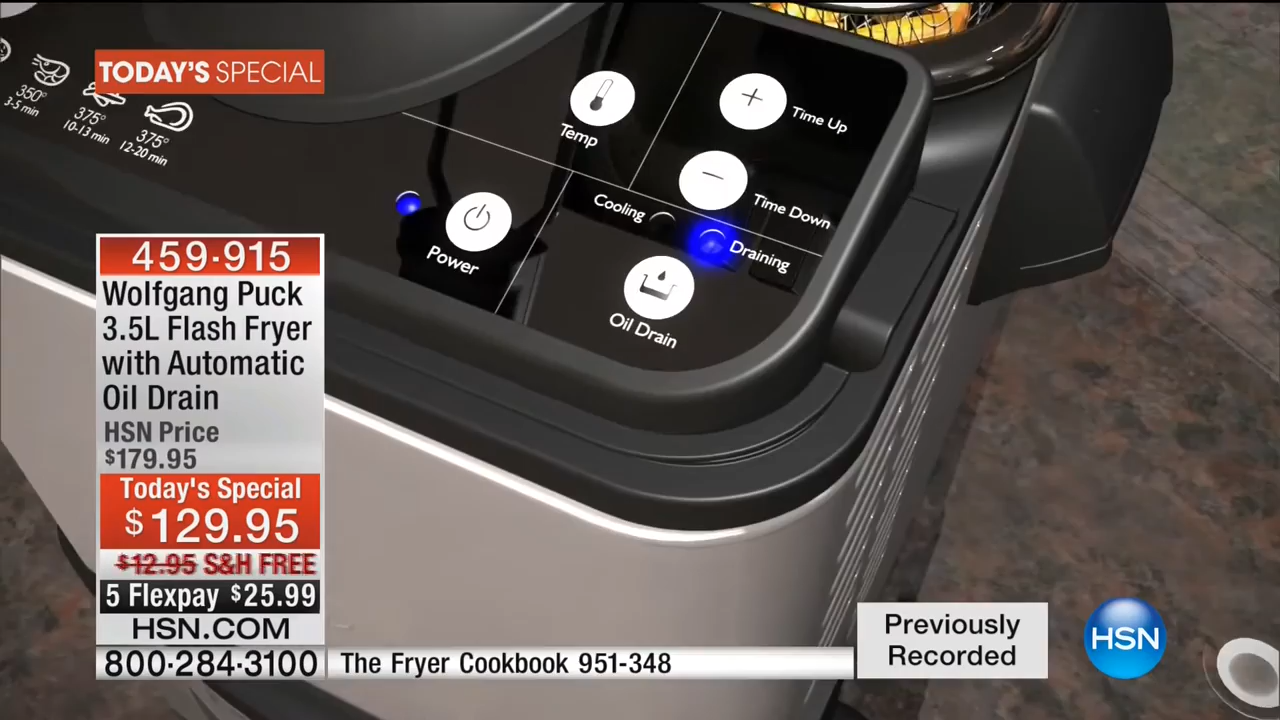 TODAY'S SPECIAL
350°
3-5 min
375°
10-13 min
375°
12-20 min
Temp
+
Time Up
−
Time Down
Cooling
Draining
Power
Oil Drain
459·915
Wolfgang Puck
3.5L Flash Fryer
with Automatic
Oil Drain
HSN Price
$179.95
Today's Special
$129.95
$12.95 S&H FREE
5 Flexpay $25.99
HSN.COM
800·284·3100
The Fryer Cookbook 951-348
Previously
Recorded
HSN